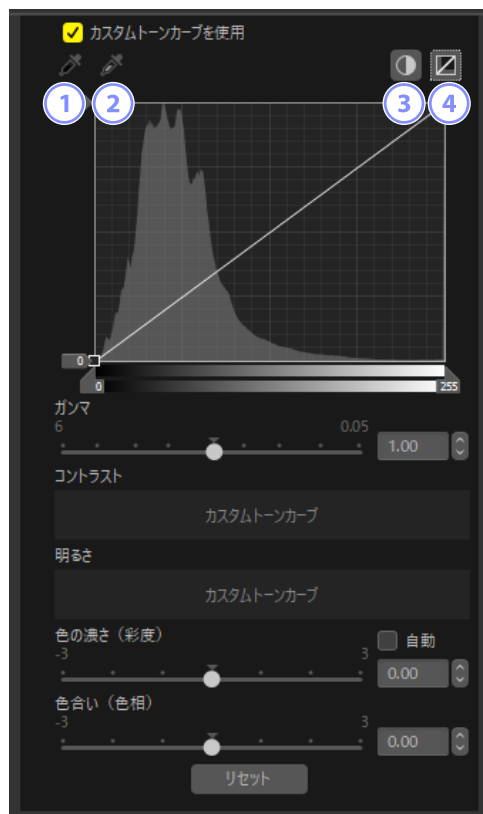 カスタムトーンカーブを使用
1 2 3 4
0
0 255
ガンマ
6 0.05
1.00
コントラスト
カスタムトーンカーブ
明るさ
カスタムトーンカーブ
色の濃さ（彩度） 自動
-3 3
0.00
色合い（色相）
-3 3
0.00
リセット